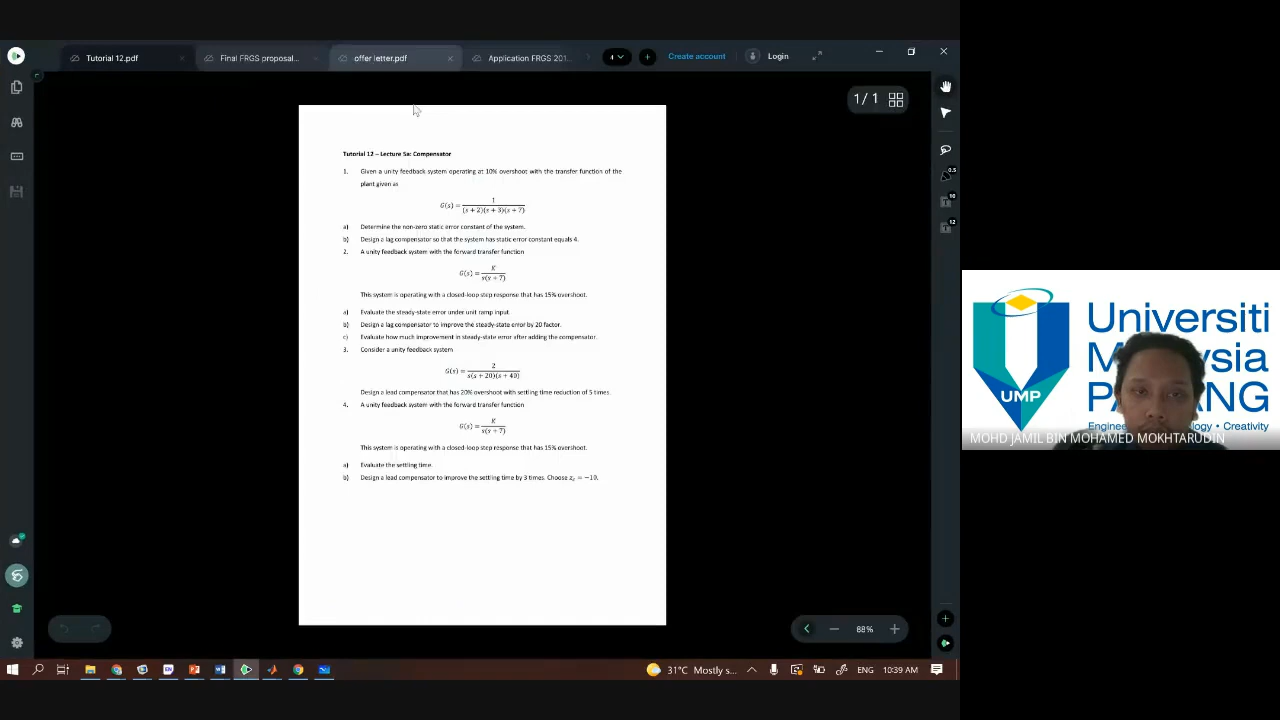 Tutorial 12.pdf
Final FRGS proposal...
offer letter.pdf
Application FRGS 201...
4
Create account
Login
1/1
0.5
10
12
Tutorial 12 – Lecture 5a: Compensator
1. Given a unity feedback system operating at 10% overshoot with the transfer function of the
plant given as
G(s) = 1 / (s + 2)(s + 3)(s + 7)
a) Determine the non-zero static error constant of the system.
b) Design a lag compensator so that the system has static error constant equals 4.
2. A unity feedback system with the forward transfer function
G(s) = K / s(s + 7)
This system is operating with a closed-loop step response that has 15% overshoot.
a) Evaluate the steady-state error under unit ramp input.
b) Design a lag compensator to improve the steady-state error by 20 factor.
c) Evaluate how much improvement in steady-state error after adding the compensator.
3. Consider a unity feedback system
G(s) = 2 / s(s + 20)(s + 40)
Design a lead compensator that has 20% overshoot with settling time reduction of 5 times.
4. A unity feedback system with the forward transfer function
G(s) = K / s(s + 7)
This system is operating with a closed-loop step response that has 15% overshoot.
a) Evaluate the settling time.
b) Design a lead compensator to improve the settling time by 3 times. Choose z_c = −10.
88%
31°C Mostly s...
ENG
10:39 AM
Universiti
UMP
MOHD JAMIL BIN MOHAMED MOKHTARUDIN